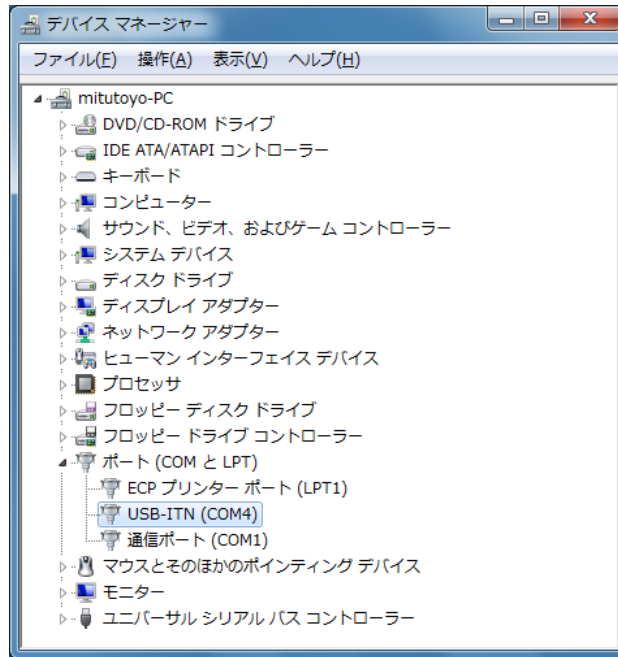 デバイス マネージャー
ファイル(F) 操作(A) 表示(V) ヘルプ(H)
mitutoyo-PC
DVD/CD-ROM ドライブ
IDE ATA/ATAPI コントローラー
キーボード
コンピューター
サウンド、ビデオ、およびゲーム コントローラー
システム デバイス
ディスク ドライブ
ディスプレイ アダプター
ネットワーク アダプター
ヒューマン インターフェイス デバイス
プロセッサ
フロッピー ディスク ドライブ
フロッピー ドライブ コントローラー
ポート (COM と LPT)
ECP プリンター ポート (LPT1)
USB-ITN (COM4)
通信ポート (COM1)
マウスとそのほかのポインティング デバイス
モニター
ユニバーサル シリアル バス コントローラー